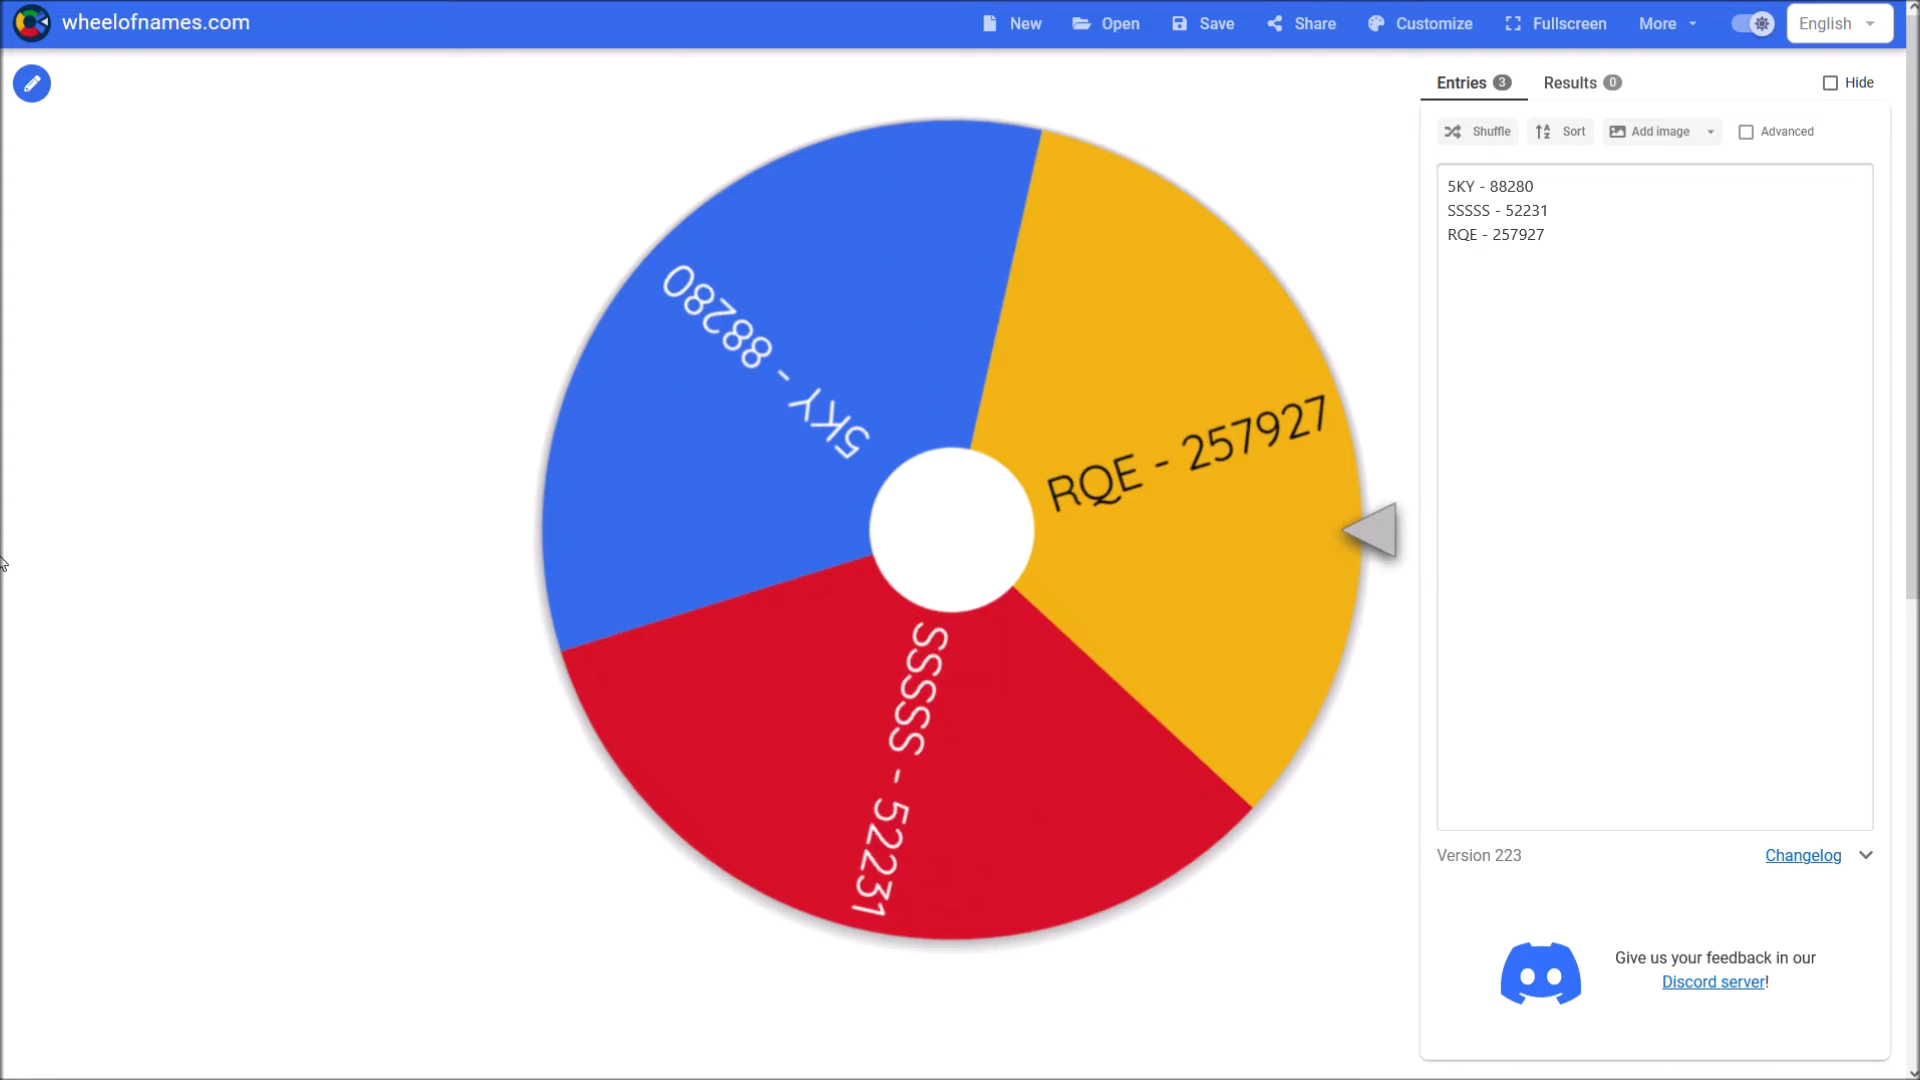 wheelofnames.com
New
Open
Save
Share
Customize
Fullscreen
More
English
Entries 3
Results 0
Hide
Shuffle
Sort
Add image
Advanced
5KY - 88280
SSSSS - 52231
RQE - 257927
5KY - 88280
RQE - 257927
SSSSS - 52231
Version 223
Changelog
Give us your feedback in our
Discord server!